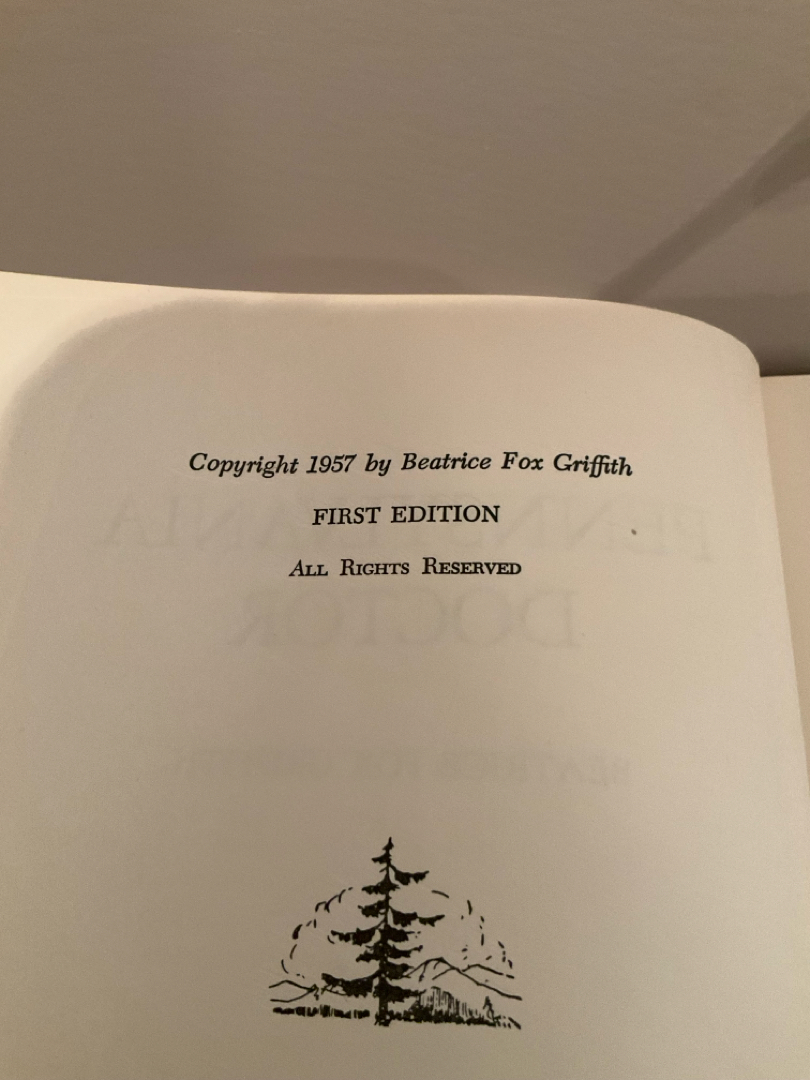 Copyright 1957 by Beatrice Fox Griffith
FIRST EDITION
ALL RIGHTS RESERVED